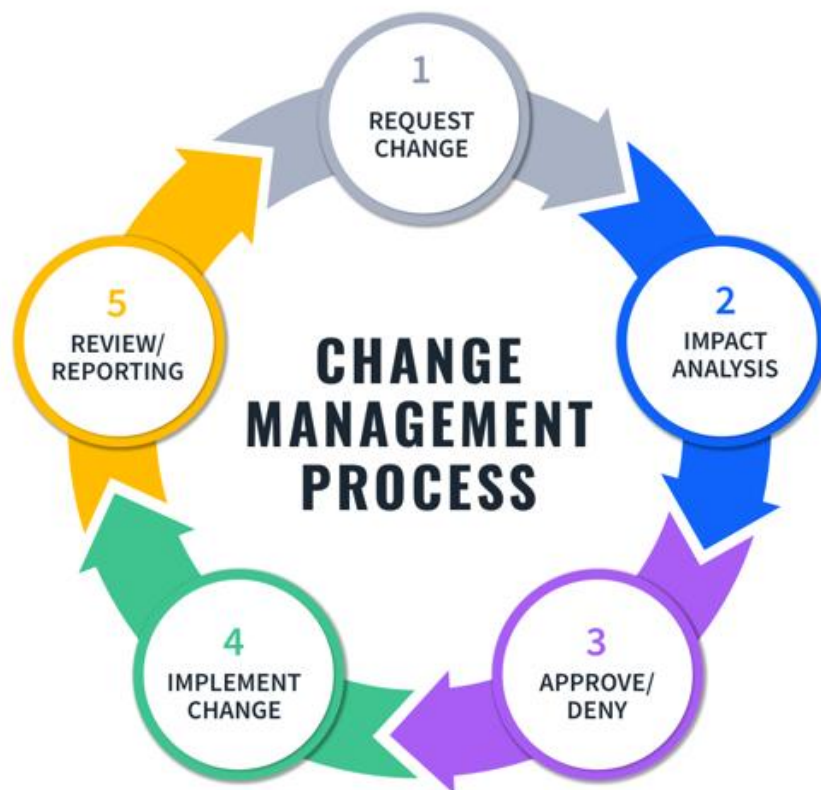 1
REQUEST
CHANGE
2
IMPACT
ANALYSIS
3
APPROVE/
DENY
4
IMPLEMENT
CHANGE
5
REVIEW/
REPORTING
CHANGE
MANAGEMENT
PROCESS